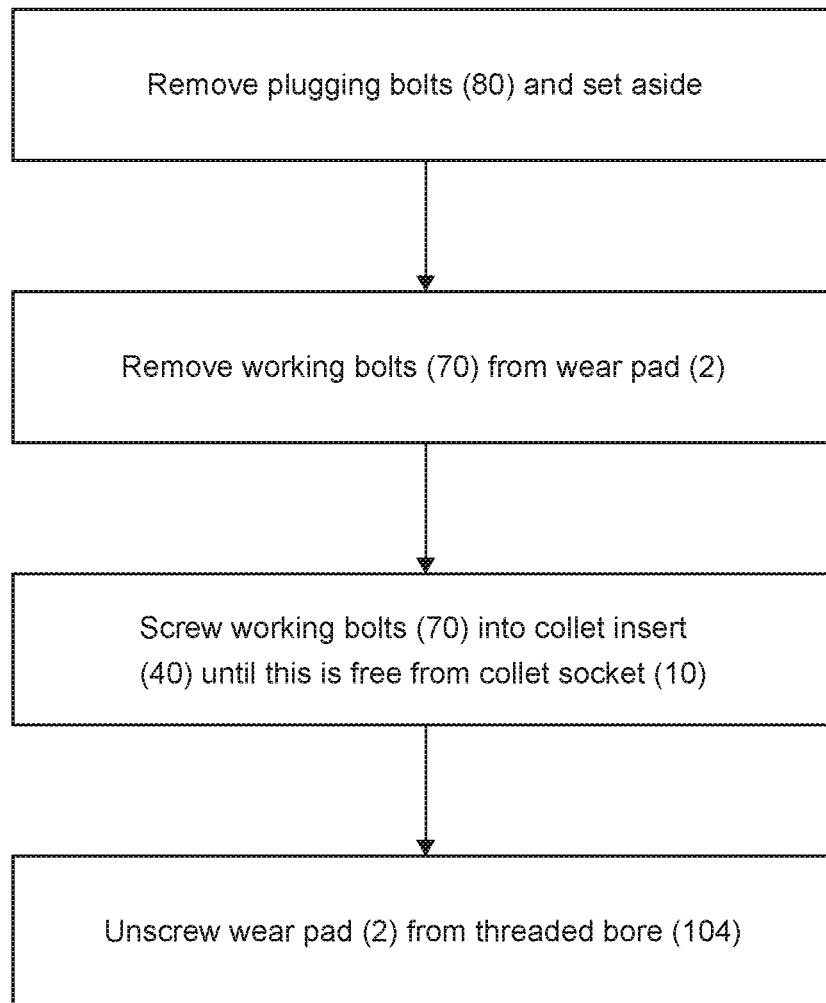 Remove plugging bolts (80) and set aside
Remove working bolts (70) from wear pad (2)
Screw working bolts (70) into collet insert
(40) until this is free from collet socket (10)
Unscrew wear pad (2) from threaded bore (104)